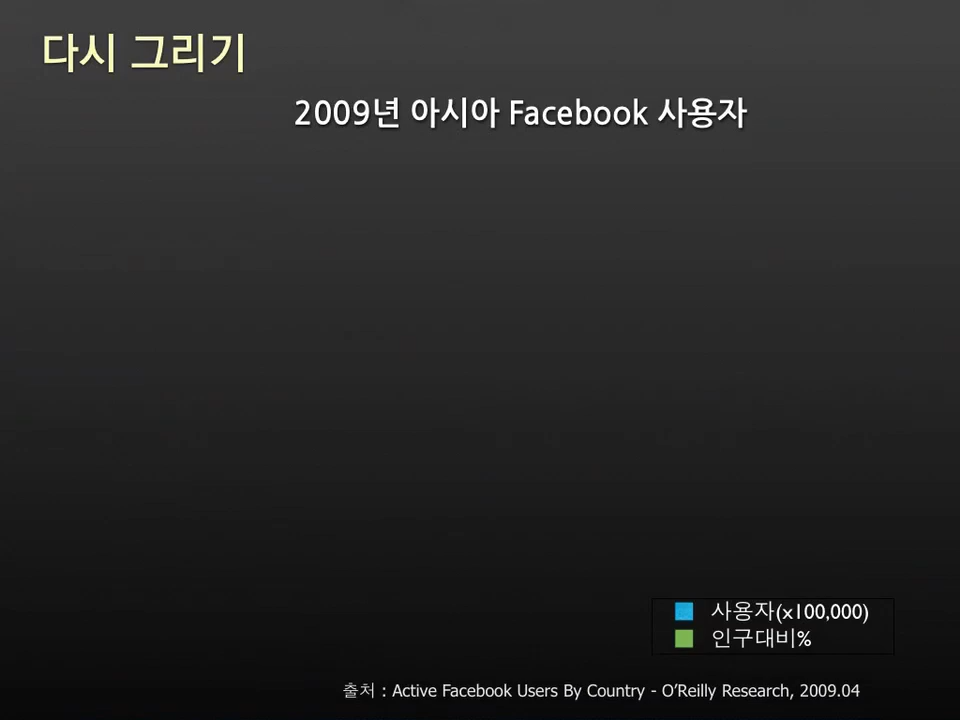 다시 그리기
2009년 아시아 Facebook 사용자
사용자(x100,000)
인구대비%
출처 : Active Facebook Users By Country - O’Reilly Research, 2009.04